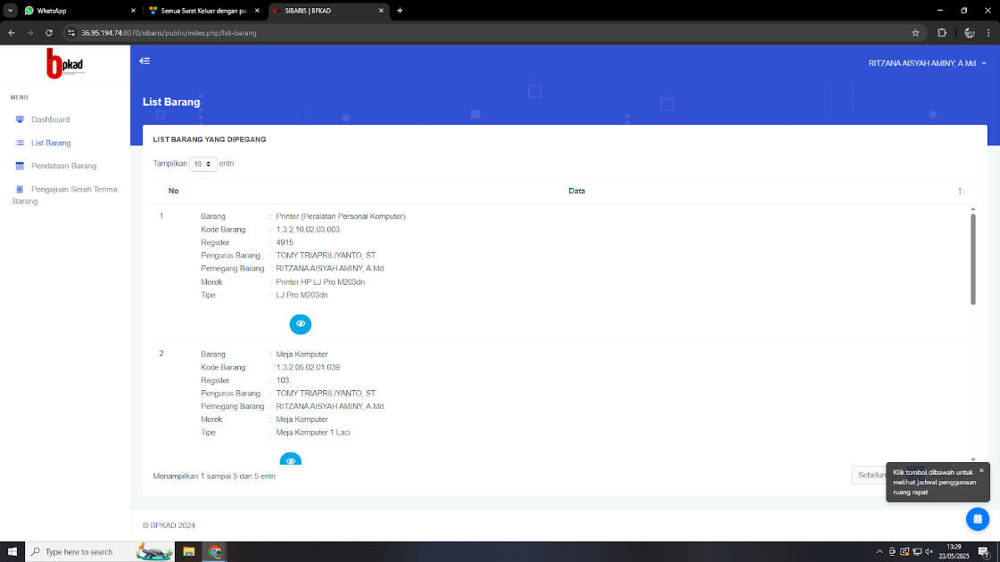 WhatsApp
Semua Surat Keluar dengan pe
SIBARIS | BPKAD
36.95.194.74:8070/sibaris/public/index.php/list-barang
bpkad
RITZANA AISYAH AMINY, A.Md.
MENU
Dashboard
List Barang
Pendataan Barang
Pengajuan Serah Terima
Barang
List Barang
LIST BARANG YANG DIPEGANG
Tampilkan 10 entri
No Data
1
Barang : Printer (Peralatan Personal Komputer)
Kode Barang : 1.3.2.10.02.03.003
Register : 4915
Pengurus Barang : TOMY TRIAPRILIYANTO, ST.
Pemegang Barang : RITZANA AISYAH AMINY, A.Md.
Merek : Printer HP LJ Pro M203dn
Tipe : LJ Pro M203dn
2
Barang : Meja Komputer
Kode Barang : 1.3.2.05.02.01.039
Register : 103
Pengurus Barang : TOMY TRIAPRILIYANTO, ST.
Pemegang Barang : RITZANA AISYAH AMINY, A.Md.
Merek : Meja Komputer
Tipe : Meja Komputer 1 Laci
Menampilkan 1 sampai 5 dari 5 entri
Klik tombol dibawah untuk
melihat jadwal penggunaan
ruang rapat
© BPKAD 2024
Type here to search
13:29
23/05/2025